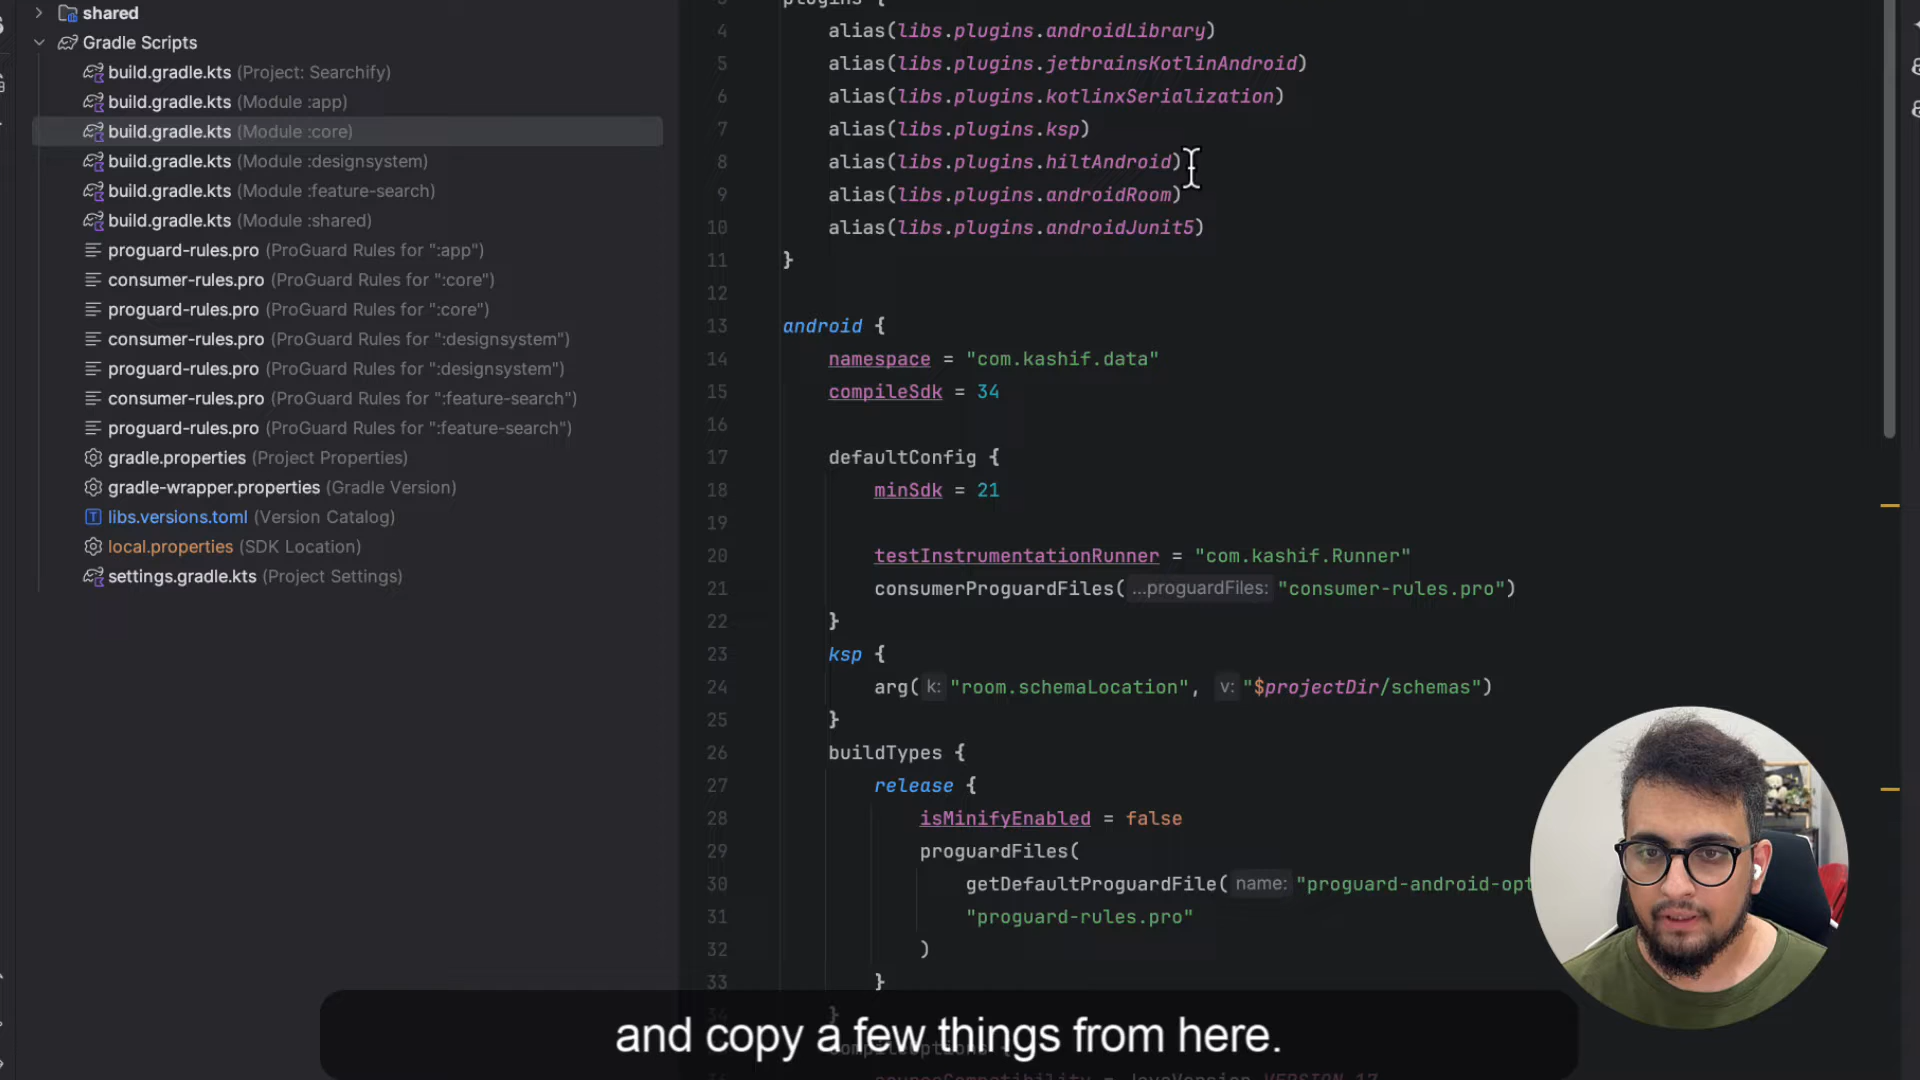 shared
Gradle Scripts
build.gradle.kts (Project: Searchify)
build.gradle.kts (Module :app)
build.gradle.kts (Module :core)
build.gradle.kts (Module :designsystem)
build.gradle.kts (Module :feature-search)
build.gradle.kts (Module :shared)
proguard-rules.pro (ProGuard Rules for ":app")
consumer-rules.pro (ProGuard Rules for ":core")
proguard-rules.pro (ProGuard Rules for ":core")
consumer-rules.pro (ProGuard Rules for ":designsystem")
proguard-rules.pro (ProGuard Rules for ":designsystem")
consumer-rules.pro (ProGuard Rules for ":feature-search")
proguard-rules.pro (ProGuard Rules for ":feature-search")
gradle.properties (Project Properties)
gradle-wrapper.properties (Gradle Version)
libs.versions.toml (Version Catalog)
local.properties (SDK Location)
settings.gradle.kts (Project Settings)
plugins {
4 alias(libs.plugins.androidLibrary)
5 alias(libs.plugins.jetbrainsKotlinAndroid)
6 alias(libs.plugins.kotlinxSerialization)
7 alias(libs.plugins.ksp)
8 alias(libs.plugins.hiltAndroid)
9 alias(libs.plugins.androidRoom)
10 alias(libs.plugins.androidJunit5)
11 }
12
13 android {
14 namespace = "com.kashif.data"
15 compileSdk = 34
16
17 defaultConfig {
18 minSdk = 21
19
20 testInstrumentationRunner = "com.kashif.Runner"
21 consumerProguardFiles( ...proguardFiles: "consumer-rules.pro")
22 }
23 ksp {
24 arg( k: "room.schemaLocation", v: "$projectDir/schemas")
25 }
26 buildTypes {
27 release {
28 isMinifyEnabled = false
29 proguardFiles(
30 getDefaultProguardFile( name: "proguard-android-opt
31 "proguard-rules.pro"
32 )
33 }
34 }
compileOptions {
sourceCompatibility = JavaVersion.VERSION_17
and copy a few things from here.